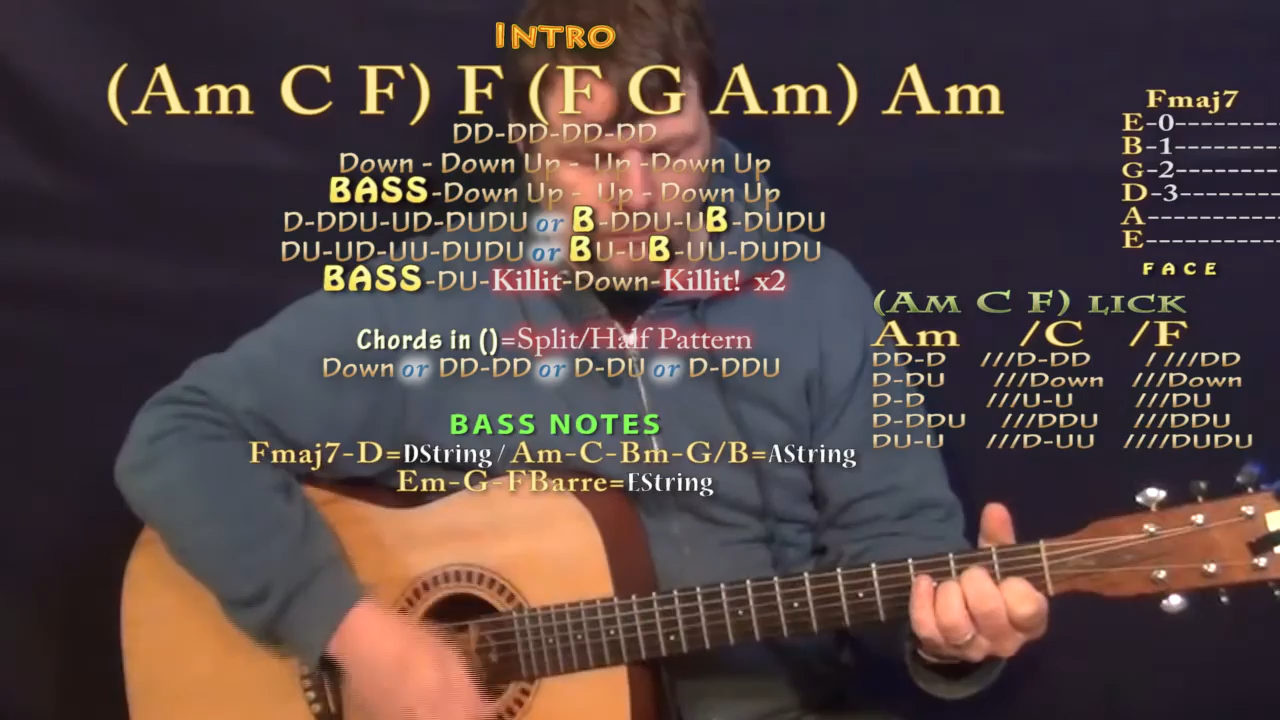 INTRO
(Am C F) F (F G Am) Am
DD-DD-DD-DD
Down - Down Up - Up -Down Up
BASS-Down Up - Up - Down Up
D-DDU-UD-DUDU or B-DDU-UB-DUDU
DU-UD-UU-DUDU or BU-UB-UU-DUDU
BASS-DU-Killit-Down-Killit! x2
Chords in ()=Split/Half Pattern
Down or DD-DD or D-DU or D-DDU
BASS NOTES
Fmaj7-D=DString / Am-C-Bm-G/B=AString
Em-G-FBarre=EString
Fmaj7
E-0--------
B-1--------
G-2--------
D-3--------
A----------
E----------
FACE
(Am C F) LICK
Am /C /F
DD-D ///D-DD / ///DD
D-DU ///Down ///Down
D-D ///U-U ///DU
D-DDU ///DDU ///DDU
DU-U ///D-UU ////DUDU